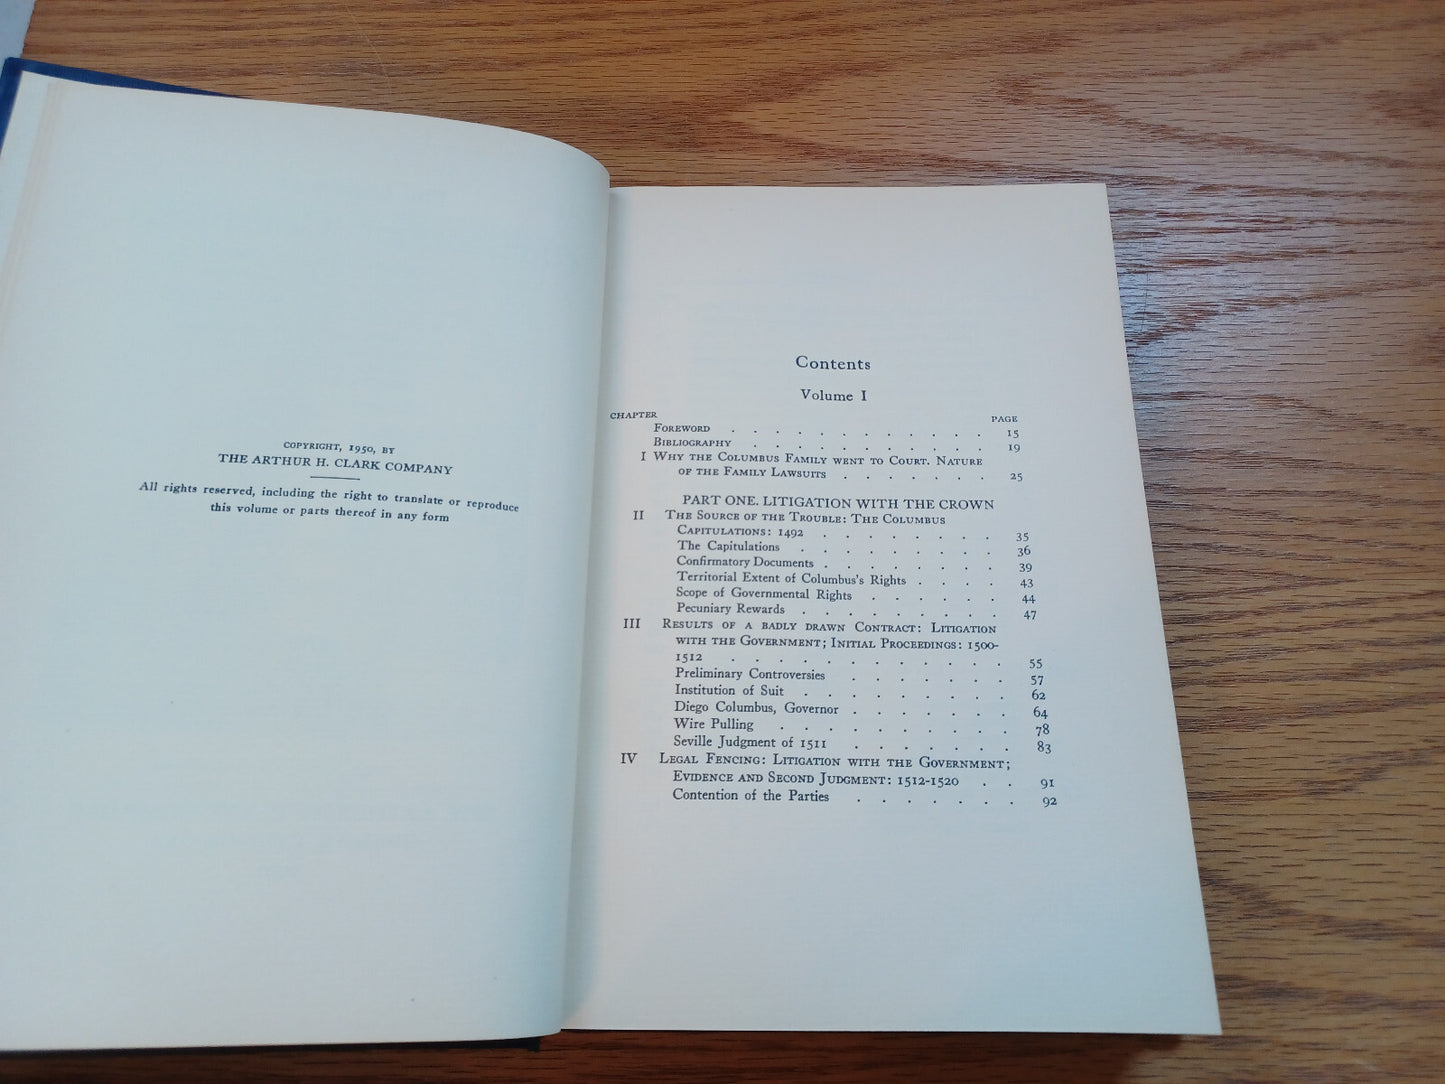 COPYRIGHT, 1950, BY
THE ARTHUR H. CLARK COMPANY
All rights reserved, including the right to translate or reproduce
this volume or parts thereof in any form
Contents
Volume I
CHAPTER PAGE
FOREWORD . . . . . . . . . . . . 15
BIBLIOGRAPHY . . . . . . . . . . . 19
I WHY THE COLUMBUS FAMILY WENT TO COURT. NATURE
OF THE FAMILY LAWSUITS . . . . . . . 25
PART ONE. LITIGATION WITH THE CROWN
II THE SOURCE OF THE TROUBLE: THE COLUMBUS
CAPITULATIONS: 1492 . . . . . . . 35
The Capitulations . . . . . . . . 36
Confirmatory Documents . . . . . . . . 39
Territorial Extent of Columbus's Rights . . . . 43
Scope of Governmental Rights . . . . . 44
Pecuniary Rewards . . . . . . . . 47
III RESULTS OF A BADLY DRAWN CONTRACT: LITIGATION
WITH THE GOVERNMENT; INITIAL PROCEEDINGS: 1500-
1512 . . . . . . . . . . . . 55
Preliminary Controversies . . . . . . . 57
Institution of Suit . . . . . . . . . 62
Diego Columbus, Governor . . . . . . . 64
Wire Pulling . . . . . . . . . . 78
Seville Judgment of 1511 . . . . . . . 83
IV LEGAL FENCING: LITIGATION WITH THE GOVERNMENT;
EVIDENCE AND SECOND JUDGMENT: 1512-1520 . . 91
Contention of the Parties . . . . . . . 92